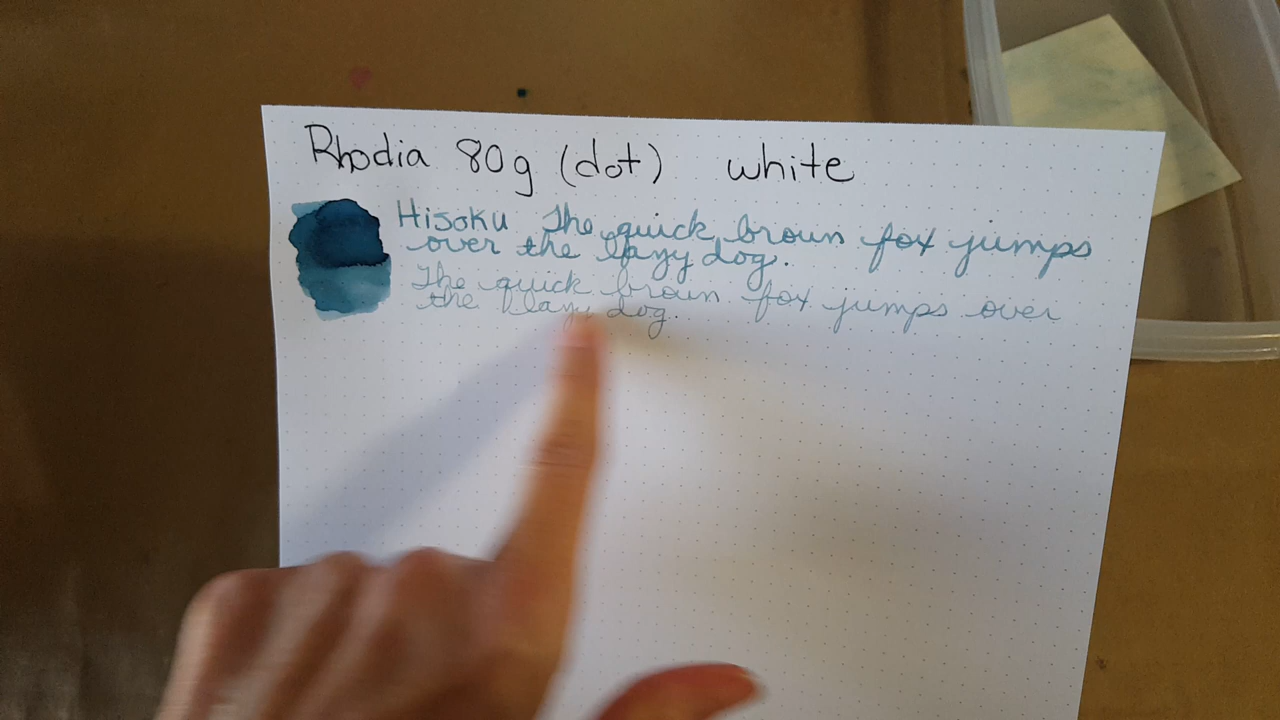 Rhodia 80g (dot) white
Hisoku The quick brown fox jumps
over the lazy dog.
The quick brown fox jumps over
the lazy dog.